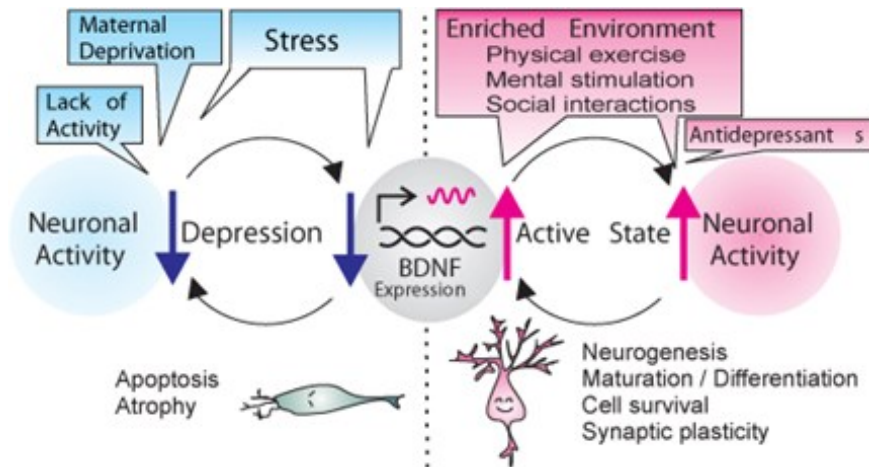 Maternal
Deprivation
Stress
Lack of
Activity
Enriched Environment
Physical exercise
Mental stimulation
Social interactions
Antidepressant s
Neuronal
Activity
Depression
BDNF
Expression
Active State
Neuronal
Activity
Apoptosis
Atrophy
Neurogenesis
Maturation / Differentiation
Cell survival
Synaptic plasticity